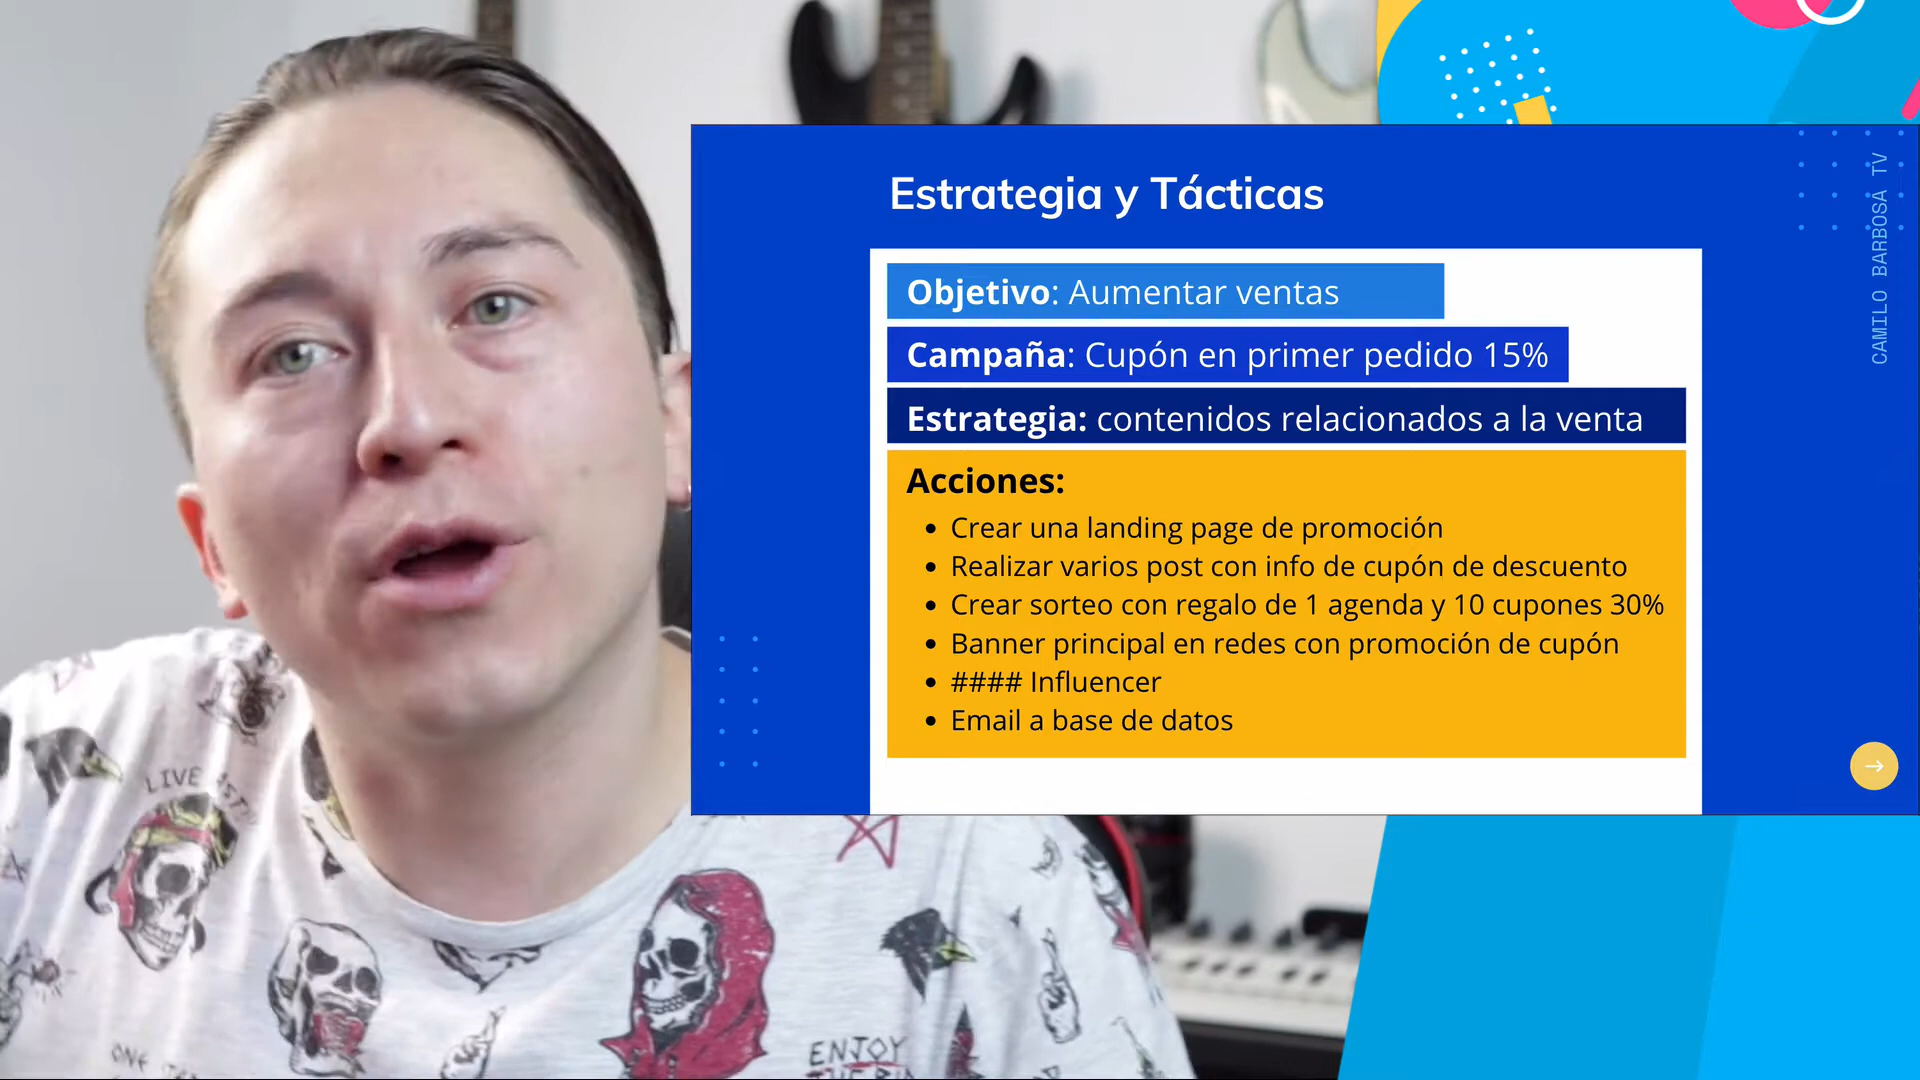 Estrategia y Tácticas
CAMILO BARBOSA TV
Objetivo: Aumentar ventas
Campaña: Cupón en primer pedido 15%
Estrategia: contenidos relacionados a la venta
Acciones:
• Crear una landing page de promoción
• Realizar varios post con info de cupón de descuento
• Crear sorteo con regalo de 1 agenda y 10 cupones 30%
• Banner principal en redes con promoción de cupón
• #### Influencer
• Email a base de datos
LIVE
ONE
ENJOY